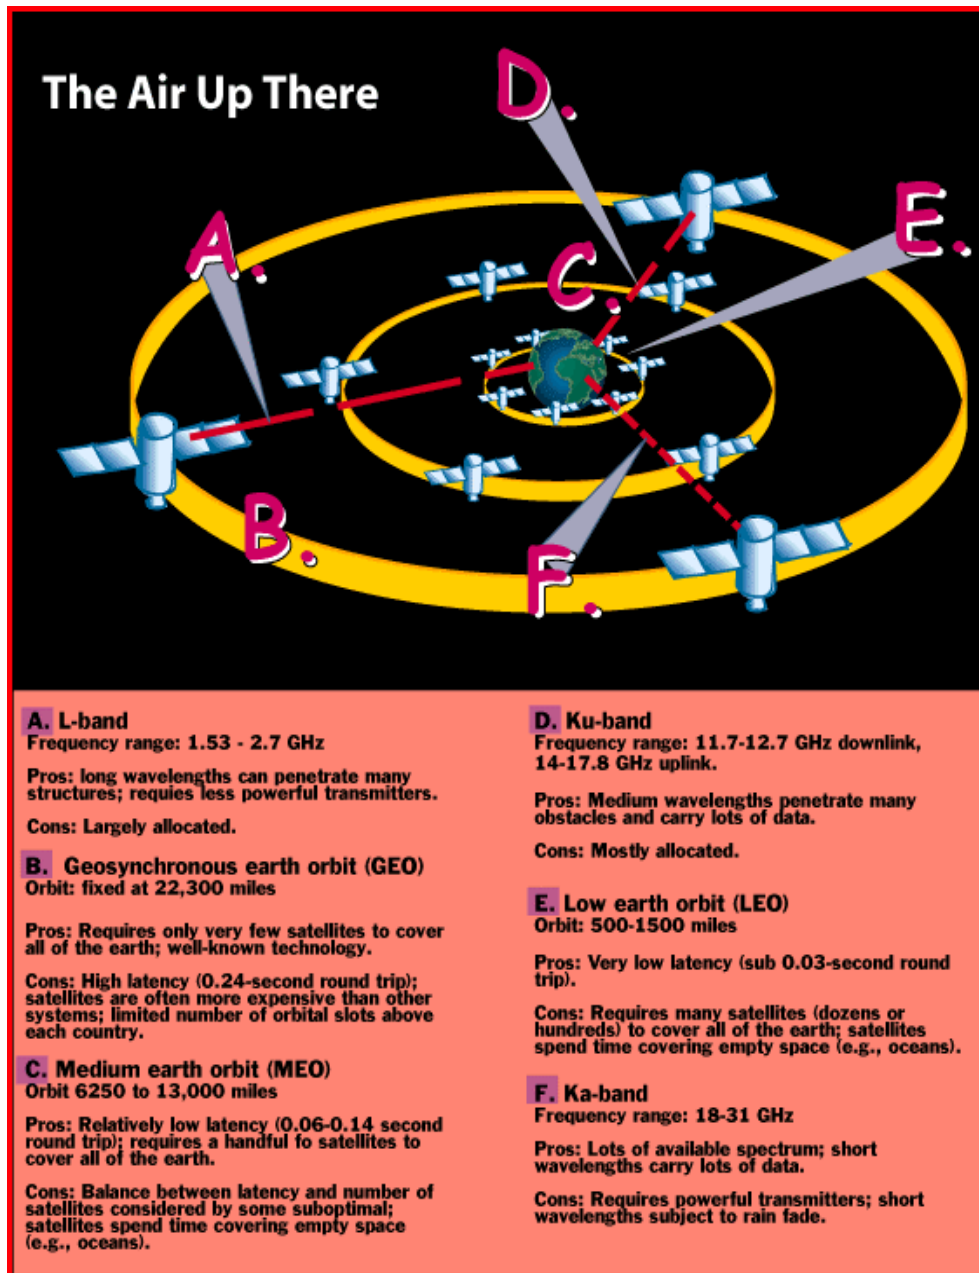 The Air Up There
D.
E.
A.
C.
B.
F.
A. L-band
Frequency range: 1.53 - 2.7 GHz
Pros: long wavelengths can penetrate many
structures; requies less powerful transmitters.
Cons: Largely allocated.
B. Geosynchronous earth orbit (GEO)
Orbit: fixed at 22,300 miles
Pros: Requires only very few satellites to cover
all of the earth; well-known technology.
Cons: High latency (0.24-second round trip);
satellites are often more expensive than other
systems; limited number of orbital slots above
each country.
C. Medium earth orbit (MEO)
Orbit 6250 to 13,000 miles
Pros: Relatively low latency (0.06-0.14 second
round trip); requires a handful fo satellites to
cover all of the earth.
Cons: Balance between latency and number of
satellites considered by some suboptimal;
satellites spend time covering empty space
(e.g., oceans).
D. Ku-band
Frequency range: 11.7-12.7 GHz downlink,
14-17.8 GHz uplink.
Pros: Medium wavelengths penetrate many
obstacles and carry lots of data.
Cons: Mostly allocated.
E. Low earth orbit (LEO)
Orbit: 500-1500 miles
Pros: Very low latency (sub 0.03-second round
trip).
Cons: Requires many satellites (dozens or
hundreds) to cover all of the earth; satellites
spend time covering empty space (e.g., oceans).
F. Ka-band
Frequency range: 18-31 GHz
Pros: Lots of available spectrum; short
wavelengths carry lots of data.
Cons: Requires powerful transmitters; short
wavelengths subject to rain fade.